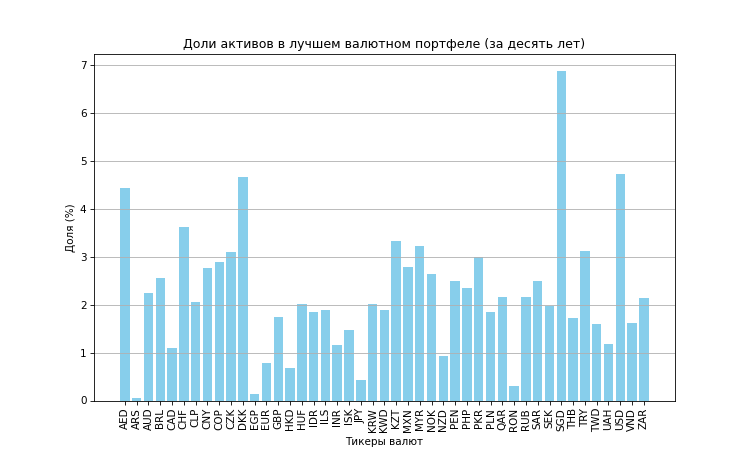 Доли активов в лучшем валютном портфеле (за десять лет)
Доля (%)
7
6
5
4
3
2
1
0
AED ARS AUD BRL CAD CHF CLP CNY COP CZK DKK EGP EUR GBP HKD HUF IDR ILS INR ISK JPY KRW KWD KZT MXN MYR NOK NZD PEN PHP PKR PLN QAR RON RUB SAR SEK SGD THB TRY TWD UAH USD VND ZAR
Тикеры валют